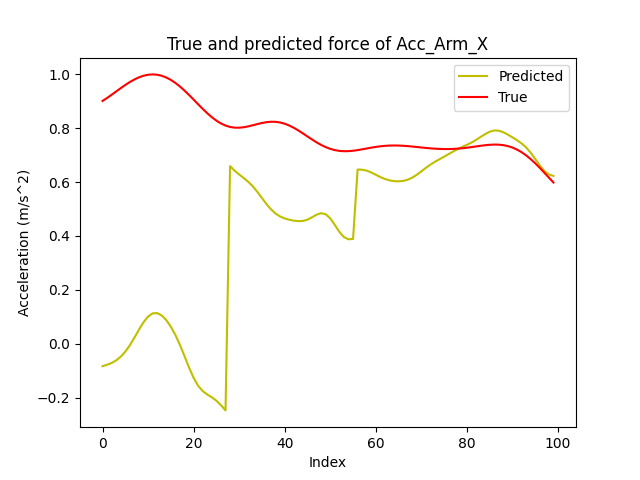 True and predicted force of Acc_Arm_X
Predicted
True
1.0
0.8
0.6
0.4
0.2
0.0
−0.2
Acceleration (m/s^2)
0 20 40 60 80 100
Index